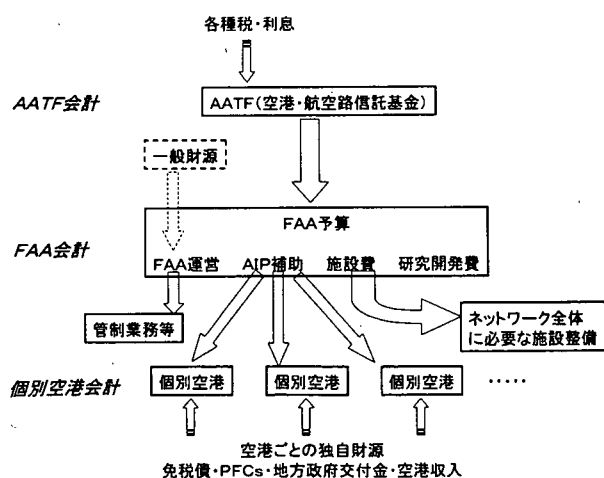 各種税・利息
AATF会計
AATF(空港・航空路信託基金)
一般財源
FAA予算
FAA会計
FAA運営 AIP補助 施設費 研究開発費
管制業務等
ネットワーク全体
に必要な施設整備
個別空港会計
個別空港 個別空港 個別空港 ・・・・・
空港ごとの独自財源
免税債・PFCs・地方政府交付金・空港収入